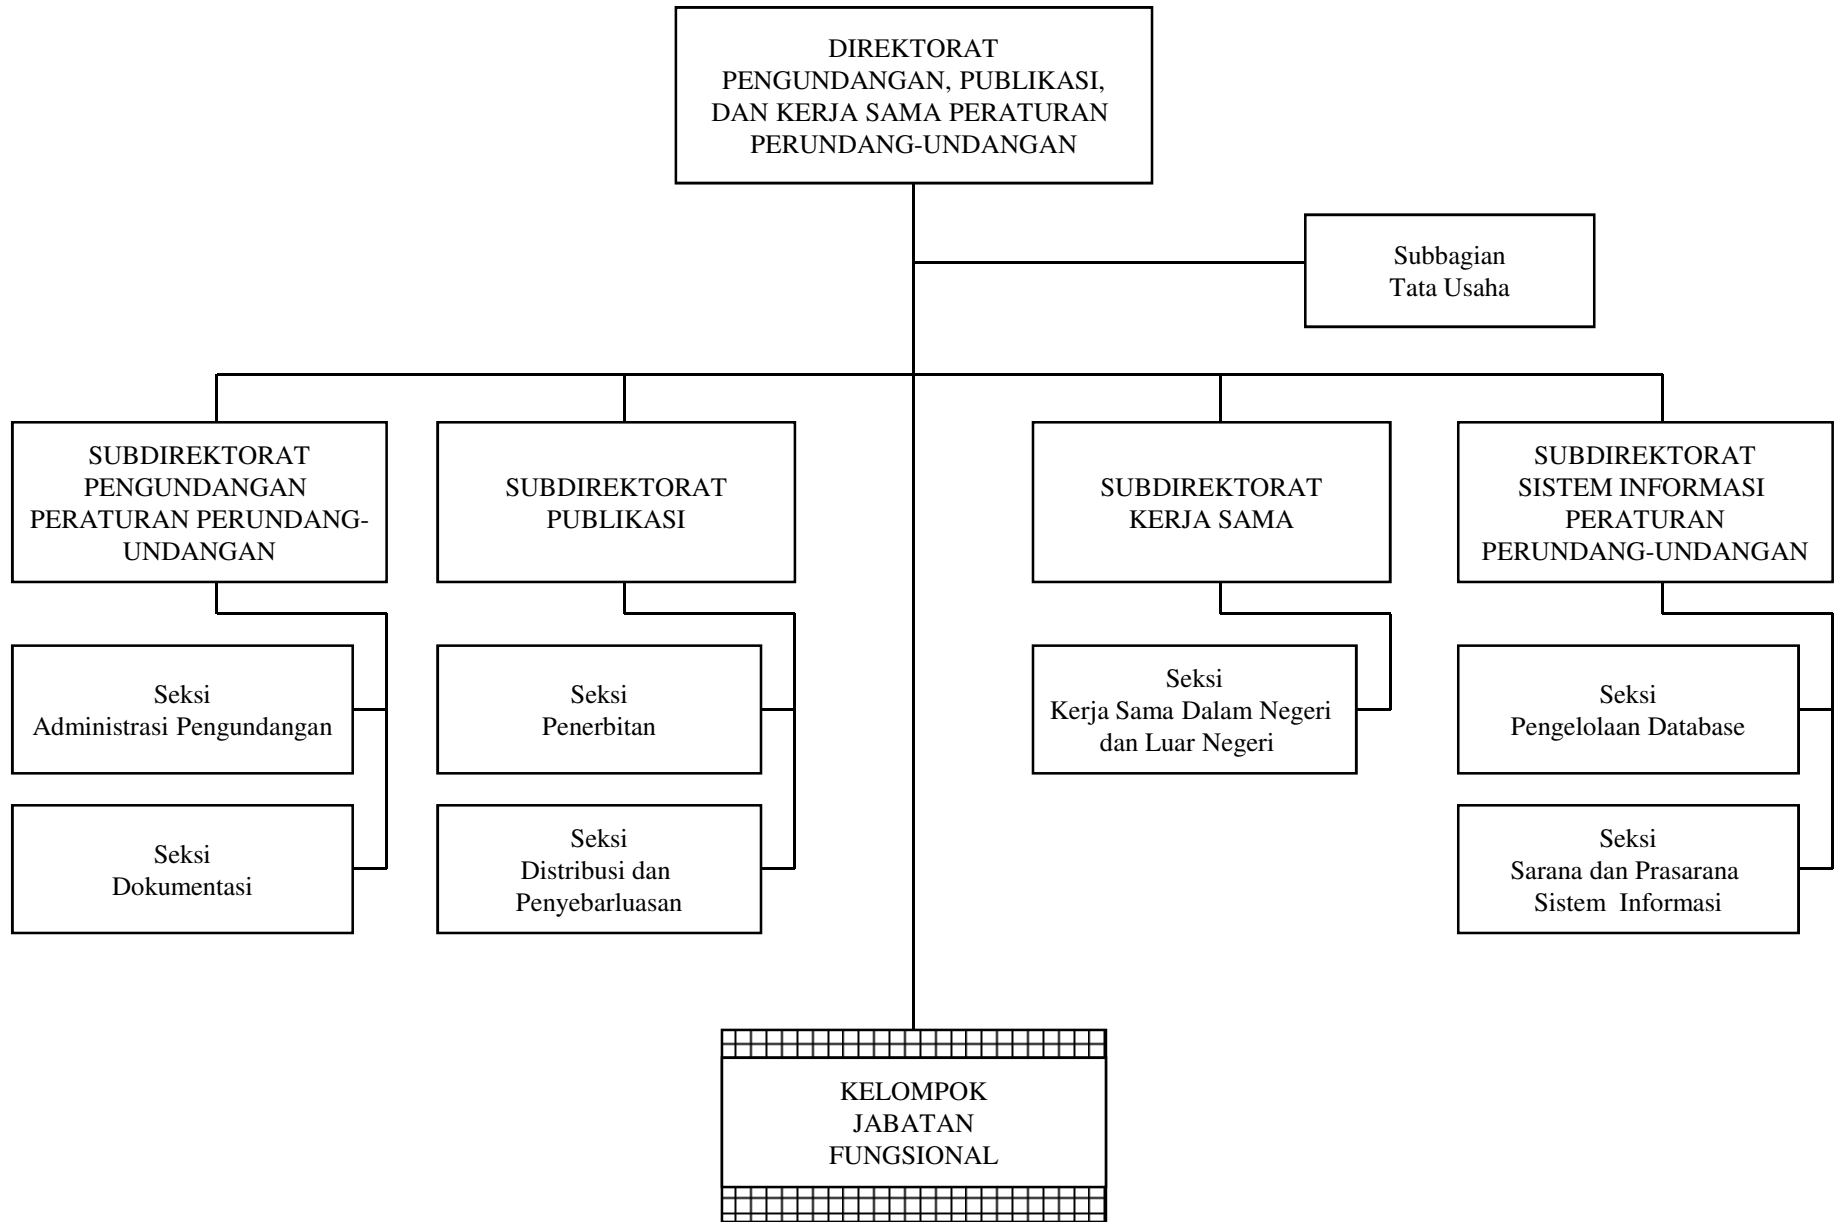 DIREKTORAT
PENGUNDANGAN, PUBLIKASI,
DAN KERJA SAMA PERATURAN
PERUNDANG-UNDANGAN
Subbagian
Tata Usaha
SUBDIREKTORAT
PENGUNDANGAN
PERATURAN PERUNDANG-
UNDANGAN
SUBDIREKTORAT
PUBLIKASI
SUBDIREKTORAT
KERJA SAMA
SUBDIREKTORAT
SISTEM INFORMASI
PERATURAN
PERUNDANG-UNDANGAN
Seksi
Administrasi Pengundangan
Seksi
Penerbitan
Seksi
Kerja Sama Dalam Negeri
dan Luar Negeri
Seksi
Pengelolaan Database
Seksi
Dokumentasi
Seksi
Distribusi dan
Penyebarluasan
Seksi
Sarana dan Prasarana
Sistem  Informasi
KELOMPOK
JABATAN
FUNGSIONAL